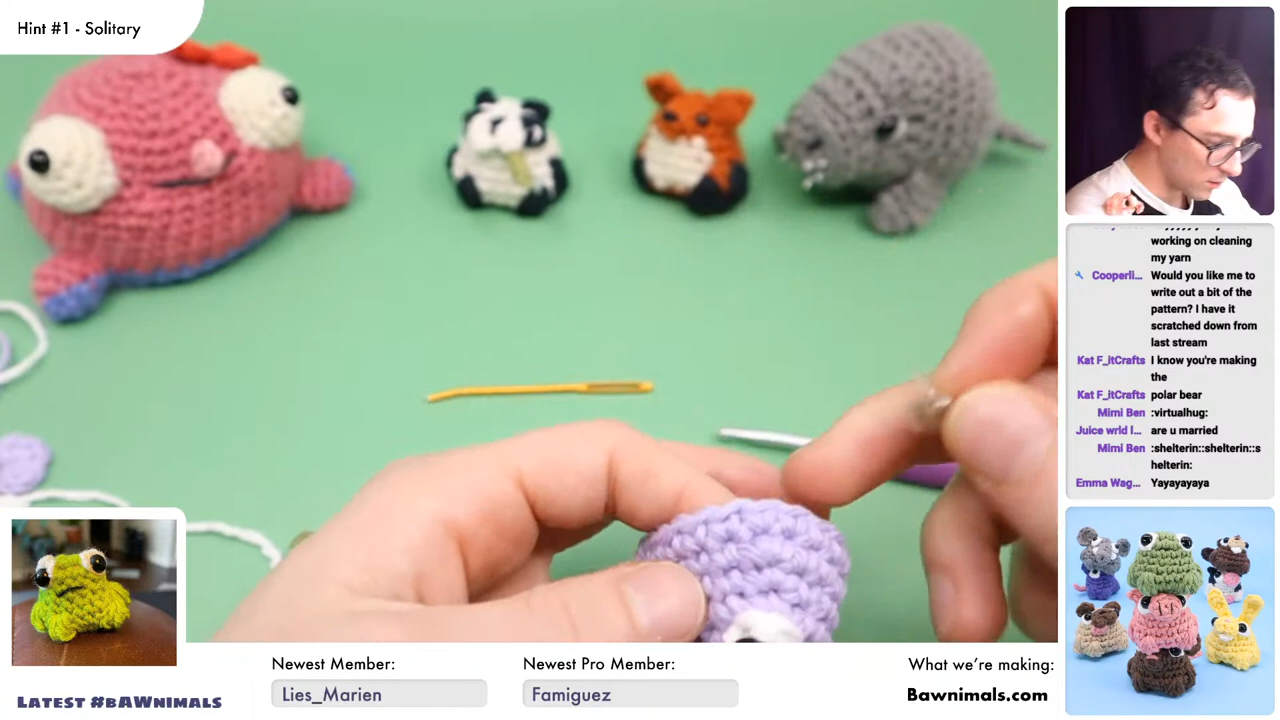 Hint #1 - Solitary
working on cleaning
my yarn
Cooperli... Would you like me to
write out a bit of the
pattern? I have it
scratched down from
last stream
Kat F_itCrafts I know you're making
the
Kat F_itCrafts polar bear
Mimi Ben :virtualhug:
Juice wrld l... are u married
Mimi Ben :shelterin::shelterin::s
helterin:
Emma Wag... Yayayayaya
Newest Member:
Lies_Marien
Newest Pro Member:
Famiguez
What we're making:
Bawnimals.com
Latest #bAWnimals